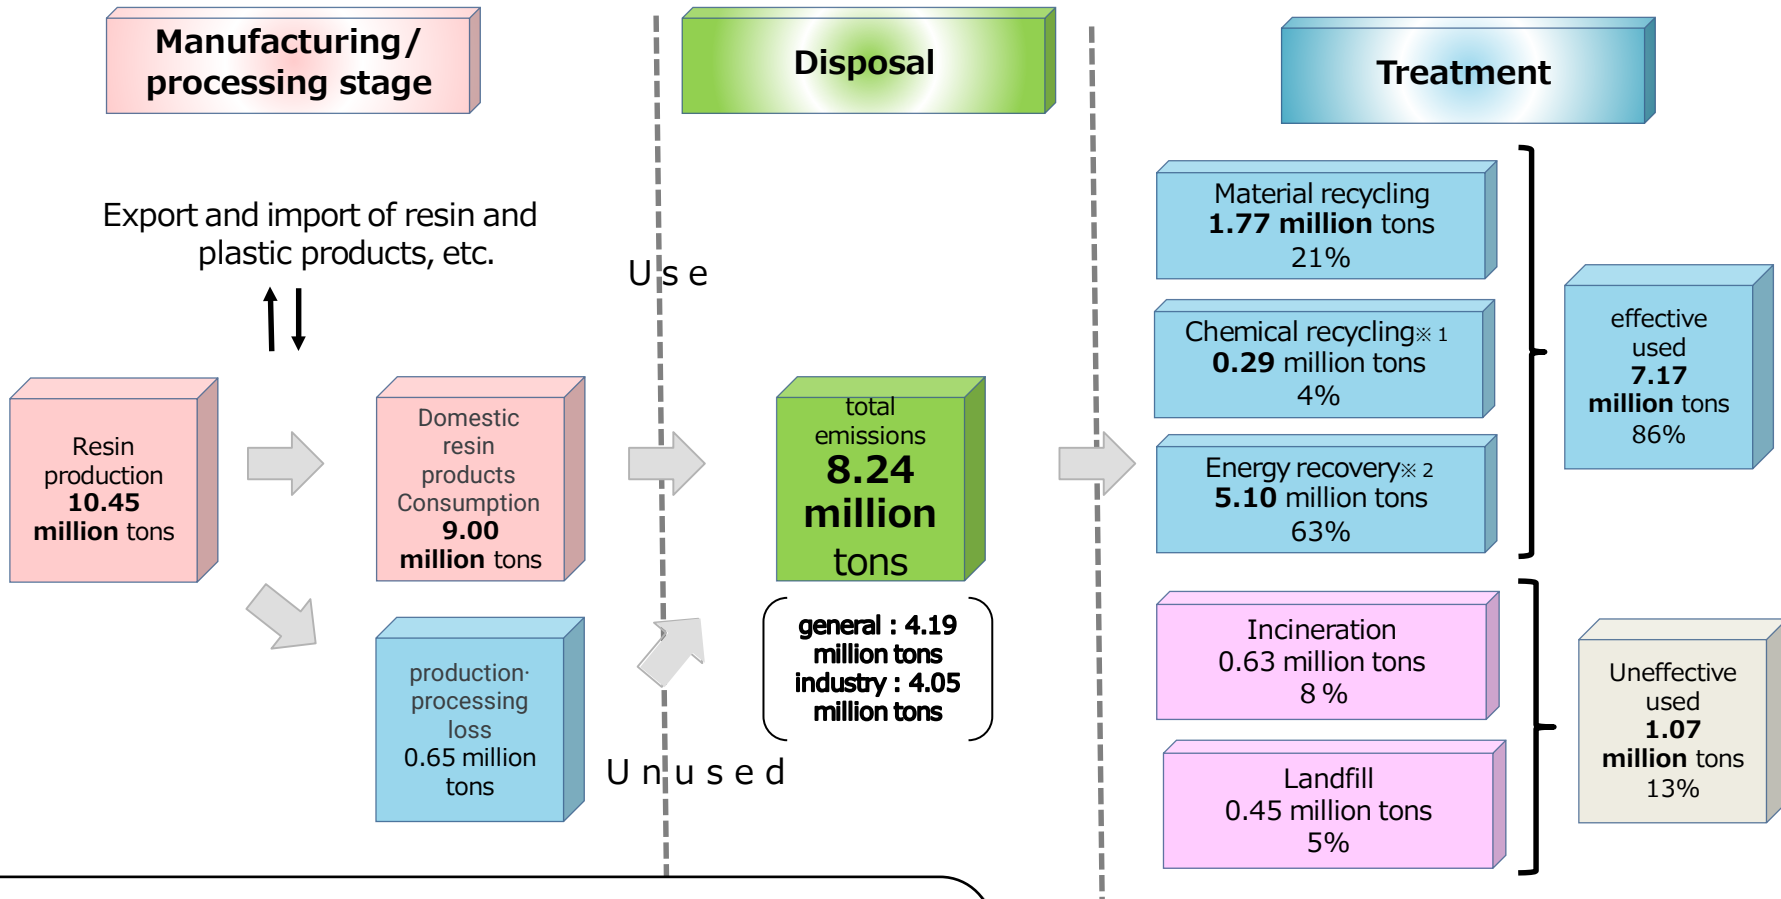 Manufacturing/
processing stage
Disposal
Treatment
Export and import of resin and
plastic products, etc.
Use
Resin
production
10.45
million tons
Domestic
resin
products
Consumption
9.00
million tons
production·
processing
loss
0.65 million
tons
Unused
total
emissions
8.24
million
tons
general : 4.19
million tons
industry : 4.05
million tons
Material recycling
1.77 million tons
21%
Chemical recycling※ 1
0.29 million tons
4%
Energy recovery※ 2
5.10 million tons
63%
effective
used
7.17
million tons
86%
Incineration
0.63 million tons
8 %
Landfill
0.45 million tons
5%
Uneffective
used
1.07
million tons
13%